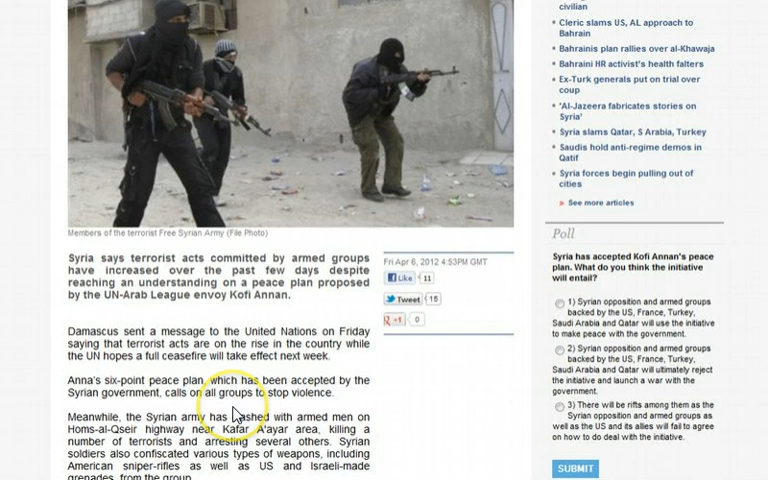 Members of the terrorist Free Syrian Army (File Photo)
Syria says terrorist acts committed by armed groups
have increased over the past few days despite
reaching an understanding on a peace plan proposed
by the UN-Arab League envoy Kofi Annan.
Fri Apr 6, 2012 4:53PM GMT
Like 11
Tweet 16
+1 0
Damascus sent a message to the United Nations on Friday
saying that terrorist acts are on the rise in the country while
the UN hopes a full ceasefire will take effect next week.
Anna's six-point peace plan, which has been accepted by the
Syrian government, calls on all groups to stop violence.
Meanwhile, the Syrian army has clashed with armed men on
Homs-al-Qseir highway near Kafar A'ayar area, killing a
number of terrorists and arresting several others. Syrian
soldiers also confiscated various types of weapons, including
American sniper-rifles as well as US and Israeli-made
grenades, from the group.
civilian
Cleric slams US, AL approach to
Bahrain
Bahrainis plan rallies over al-Khawaja
Bahraini HR activist's health falters
Ex-Turk generals put on trial over
coup
'Al-Jazeera fabricates stories on
Syria'
Syria slams Qatar, S Arabia, Turkey
Saudis hold anti-regime demos in
Qatif
Syria forces begin pulling out of
cities
See more articles
Poll
Syria has accepted Kofi Annan's peace
plan. What do you think the initiative
will entail?
1) Syrian opposition and armed groups
backed by the US, France, Turkey,
Saudi Arabia and Qatar will use the initiative
to make peace with the government.
2) Syrian opposition and armed groups
backed by the US, France, Turkey,
Saudi Arabia and Qatar will ultimately reject
the initiative and launch a war with the
government.
3) There will be rifts among them as the
Syrian opposition and armed groups as
well as the US and its allies will fail to agree
on how to do deal with the initiative.
SUBMIT